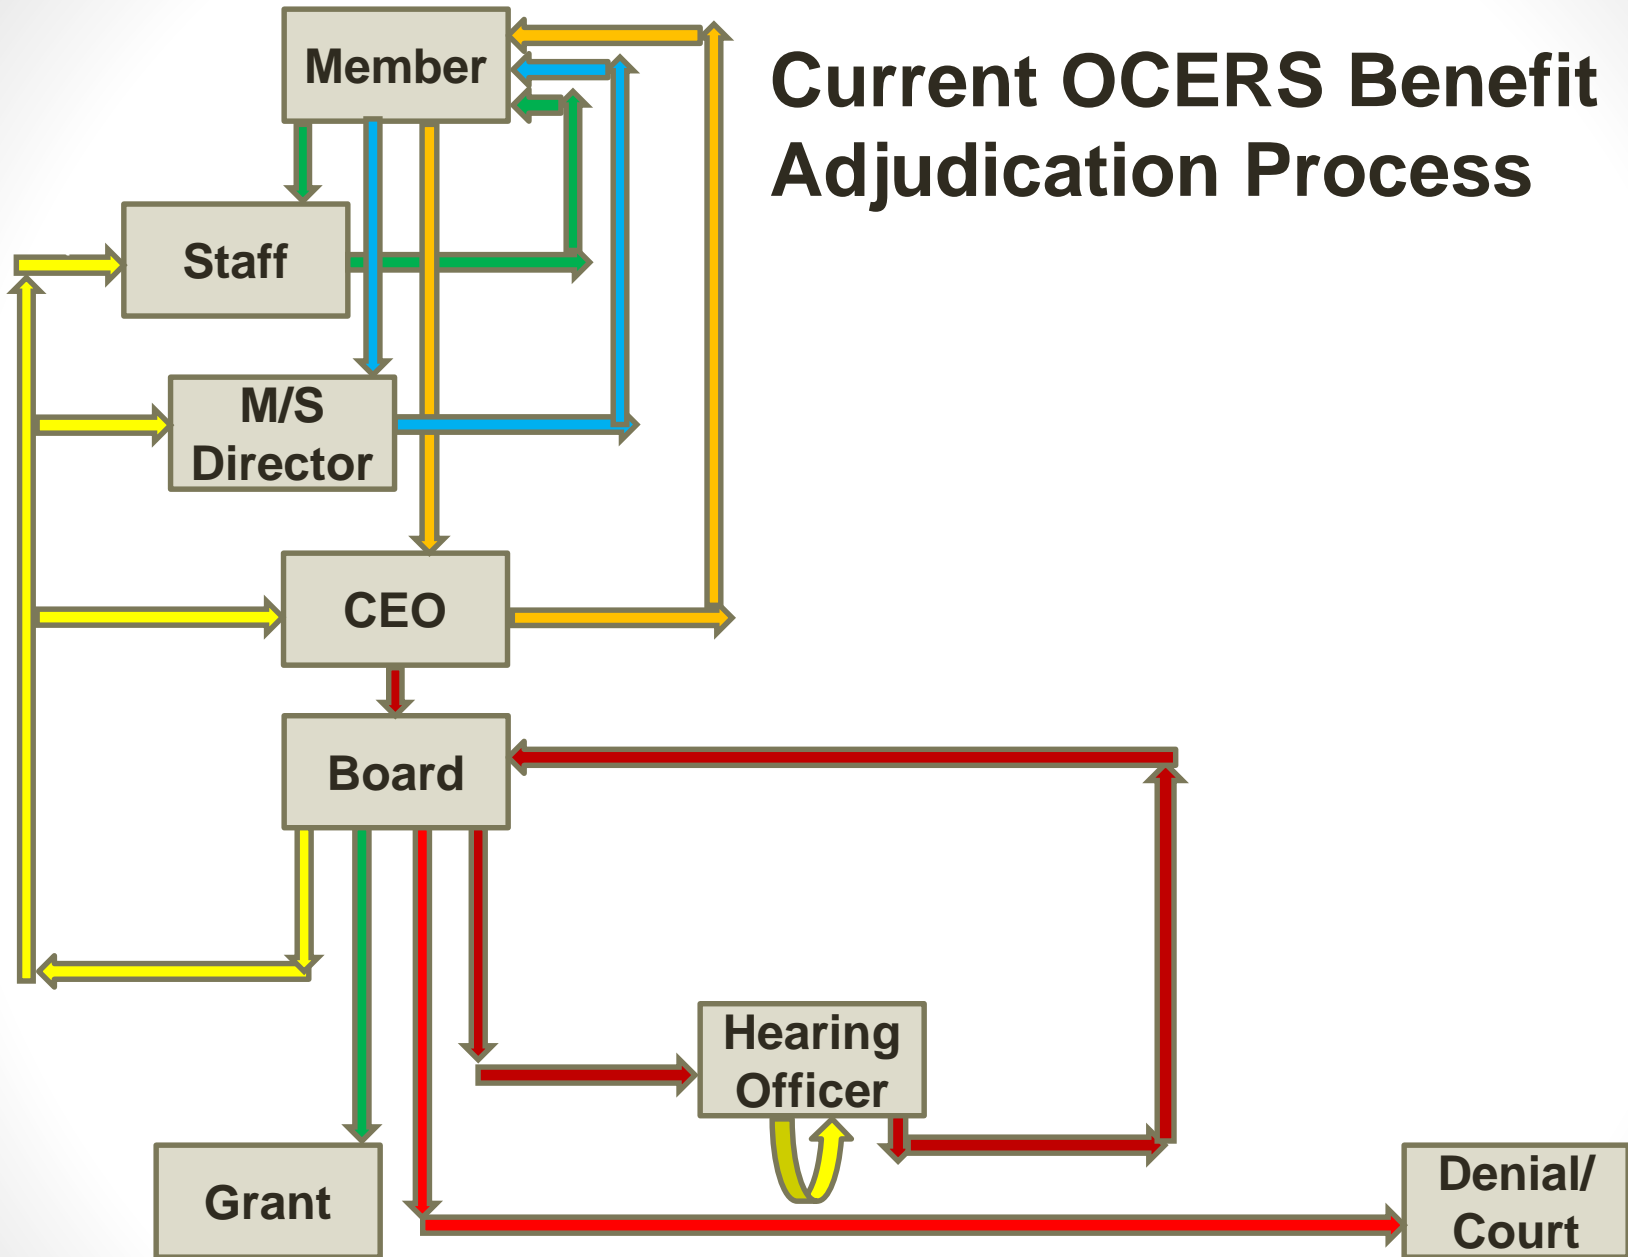 Current OCERS Benefit
Adjudication Process
Member
Staff
M/S
Director
CEO
Board
Hearing
Officer
Grant
Denial/
Court